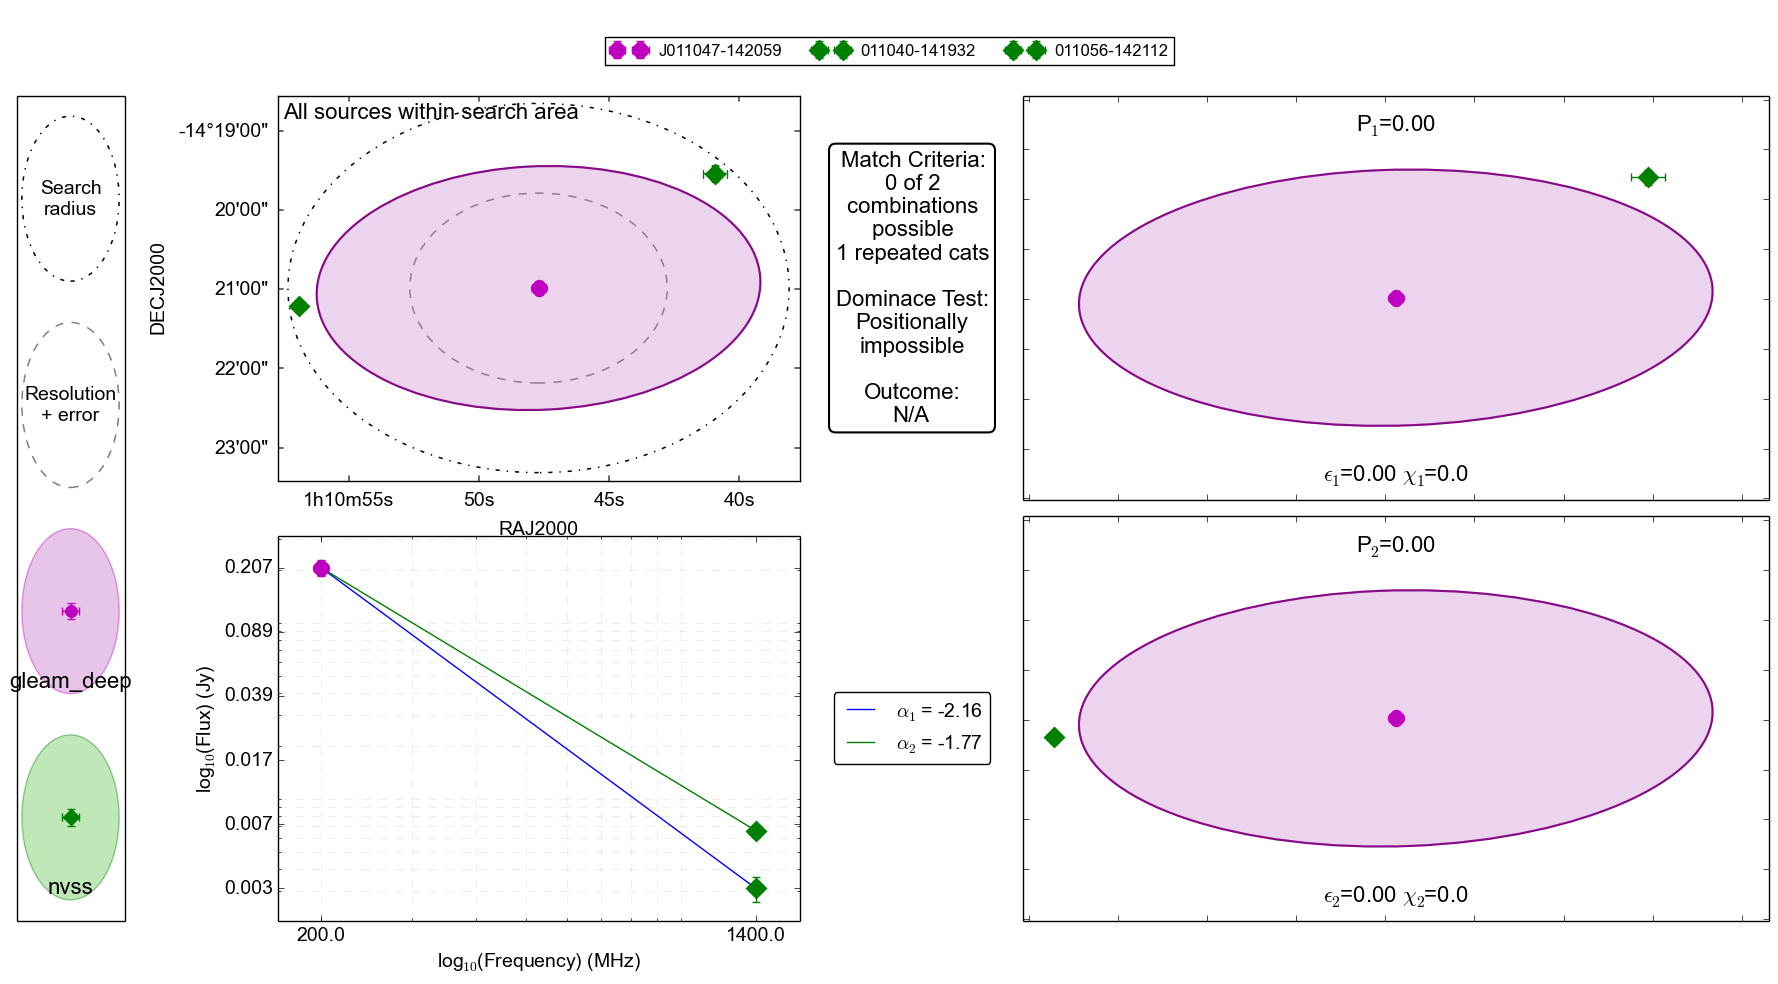 J011047-142059 011040-141932 011056-142112
Search
radius
Resolution
+ error
gleam_deep
nvss
All sources within search area
DECJ2000
-14°19'00"
20'00"
21'00"
22'00"
23'00"
1h10m55s 50s 45s 40s
RAJ2000
Match Criteria:
0 of 2
combinations
possible
1 repeated cats
Dominace Test:
Positionally
impossible
Outcome:
N/A
P₁=0.00
ϵ₁=0.00 χ₁=0.0
log₁₀(Flux) (Jy)
0.207
0.089
0.039
0.017
0.007
0.003
200.0 1400.0
log₁₀(Frequency) (MHz)
α₁ = -2.16
α₂ = -1.77
P₂=0.00
ϵ₂=0.00 χ₂=0.0